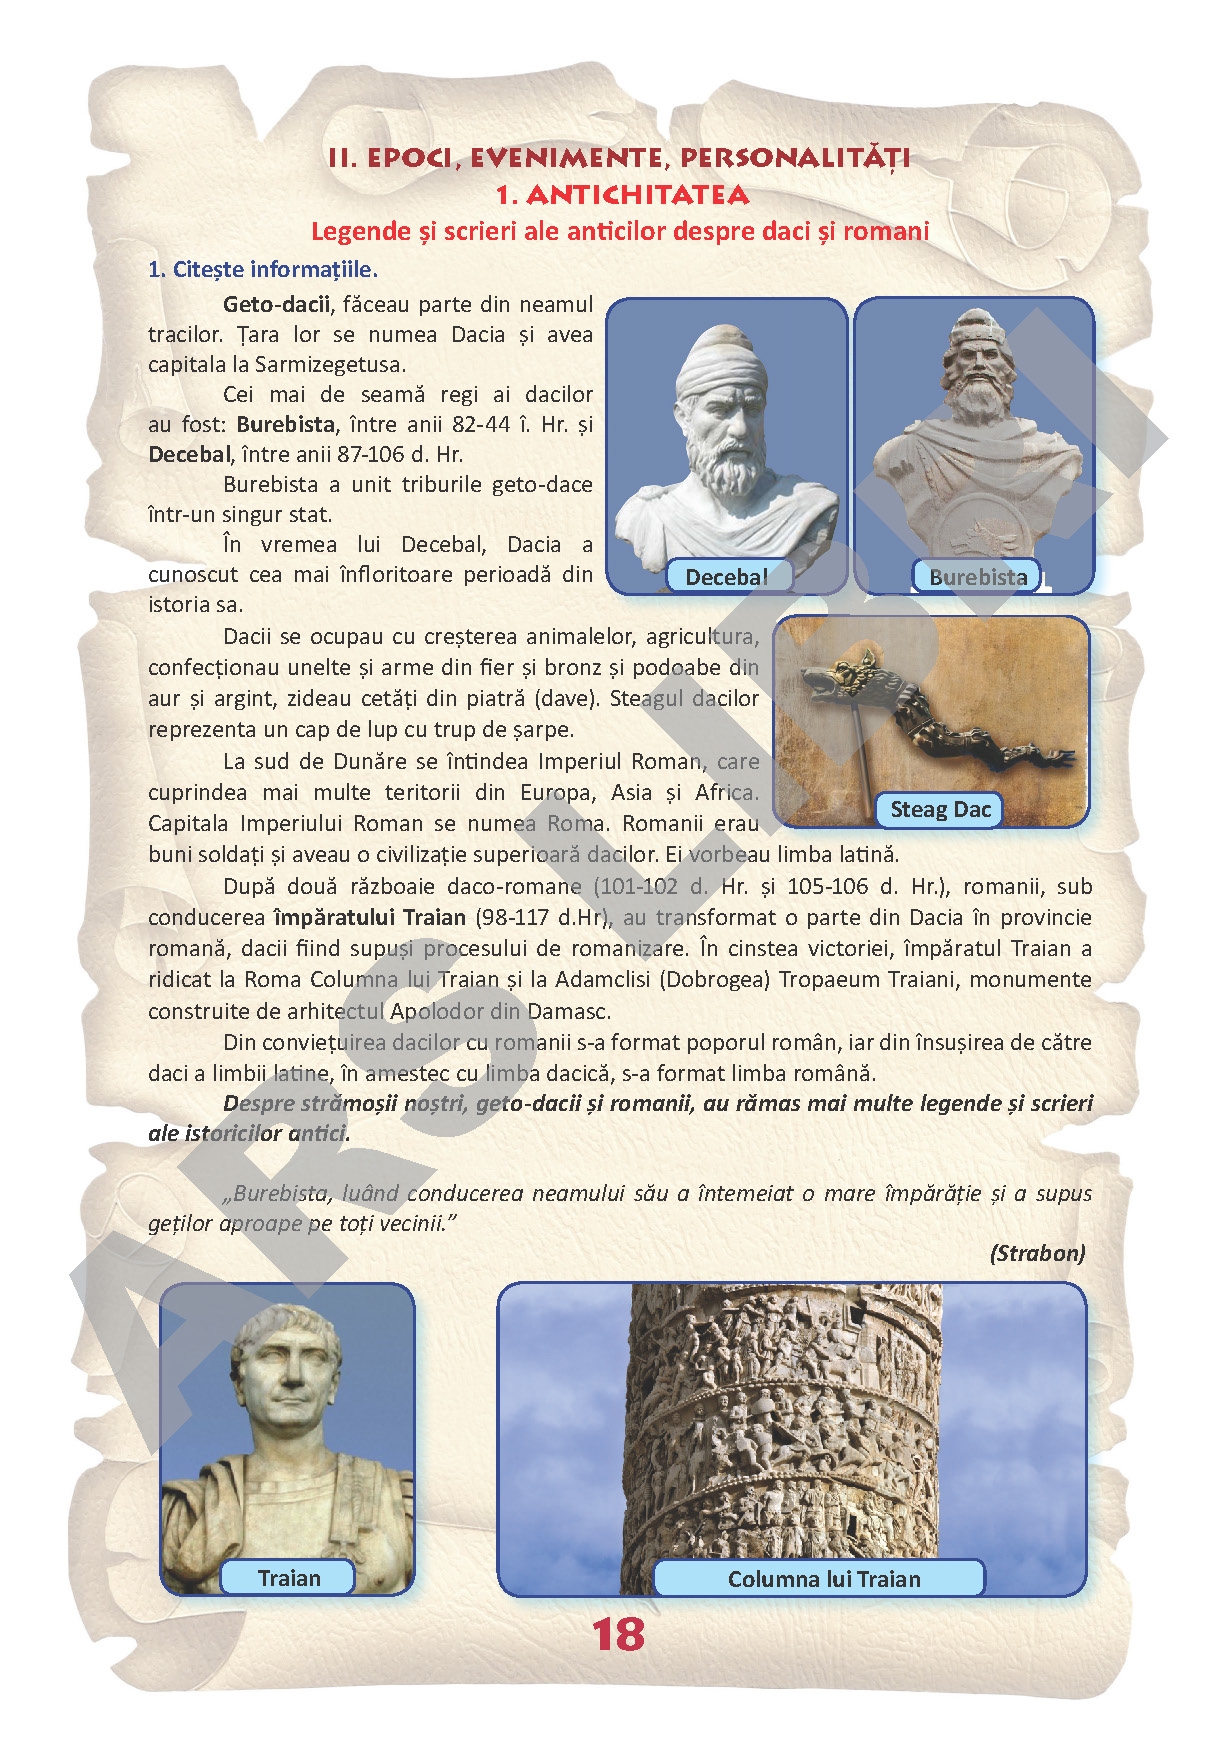 II. EPOCI, EVENIMENTE, PERSONALITĂȚI
1. ANTICHITATEA
Legende și scrieri ale anticilor despre daci și romani
1. Citește informațiile.
Geto-dacii, făceau parte din neamul
tracilor. Țara lor se numea Dacia și avea
capitala la Sarmizegetusa.
Cei mai de seamă regi ai dacilor
au fost: Burebista, între anii 82-44 î. Hr. și
Decebal, între anii 87-106 d. Hr.
Burebista a unit triburile geto-dace
într-un singur stat.
În vremea lui Decebal, Dacia a
cunoscut cea mai înfloritoare perioadă din
istoria sa.
Decebal
Burebista
Dacii se ocupau cu creșterea animalelor, agricultura,
confecționau unelte și arme din fier și bronz și podoabe din
aur și argint, zideau cetăți din piatră (dave). Steagul dacilor
reprezenta un cap de lup cu trup de șarpe.
La sud de Dunăre se întindea Imperiul Roman, care
cuprindea mai multe teritorii din Europa, Asia și Africa.
Capitala Imperiului Roman se numea Roma. Romanii erau
buni soldați și aveau o civilizație superioară dacilor. Ei vorbeau limba latină.
Steag Dac
După două războaie daco-romane (101-102 d. Hr. și 105-106 d. Hr.), romanii, sub
conducerea împăratului Traian (98-117 d.Hr), au transformat o parte din Dacia în provincie
romană, dacii fiind supuși procesului de romanizare. În cinstea victoriei, împăratul Traian a
ridicat la Roma Columna lui Traian și la Adamclisi (Dobrogea) Tropaeum Traiani, monumente
construite de arhitectul Apolodor din Damasc.
Din conviețuirea dacilor cu romanii s-a format poporul român, iar din însușirea de către
daci a limbii latine, în amestec cu limba dacică, s-a format limba română.
Despre strămoșii noștri, geto-dacii și romanii, au rămas mai multe legende și scrieri
ale istoricilor antici.
„Burebista, luând conducerea neamului său a întemeiat o mare împărăție și a supus
geților aproape pe toți vecinii.”
(Strabon)
Traian
Columna lui Traian
18
ARS LIBRI